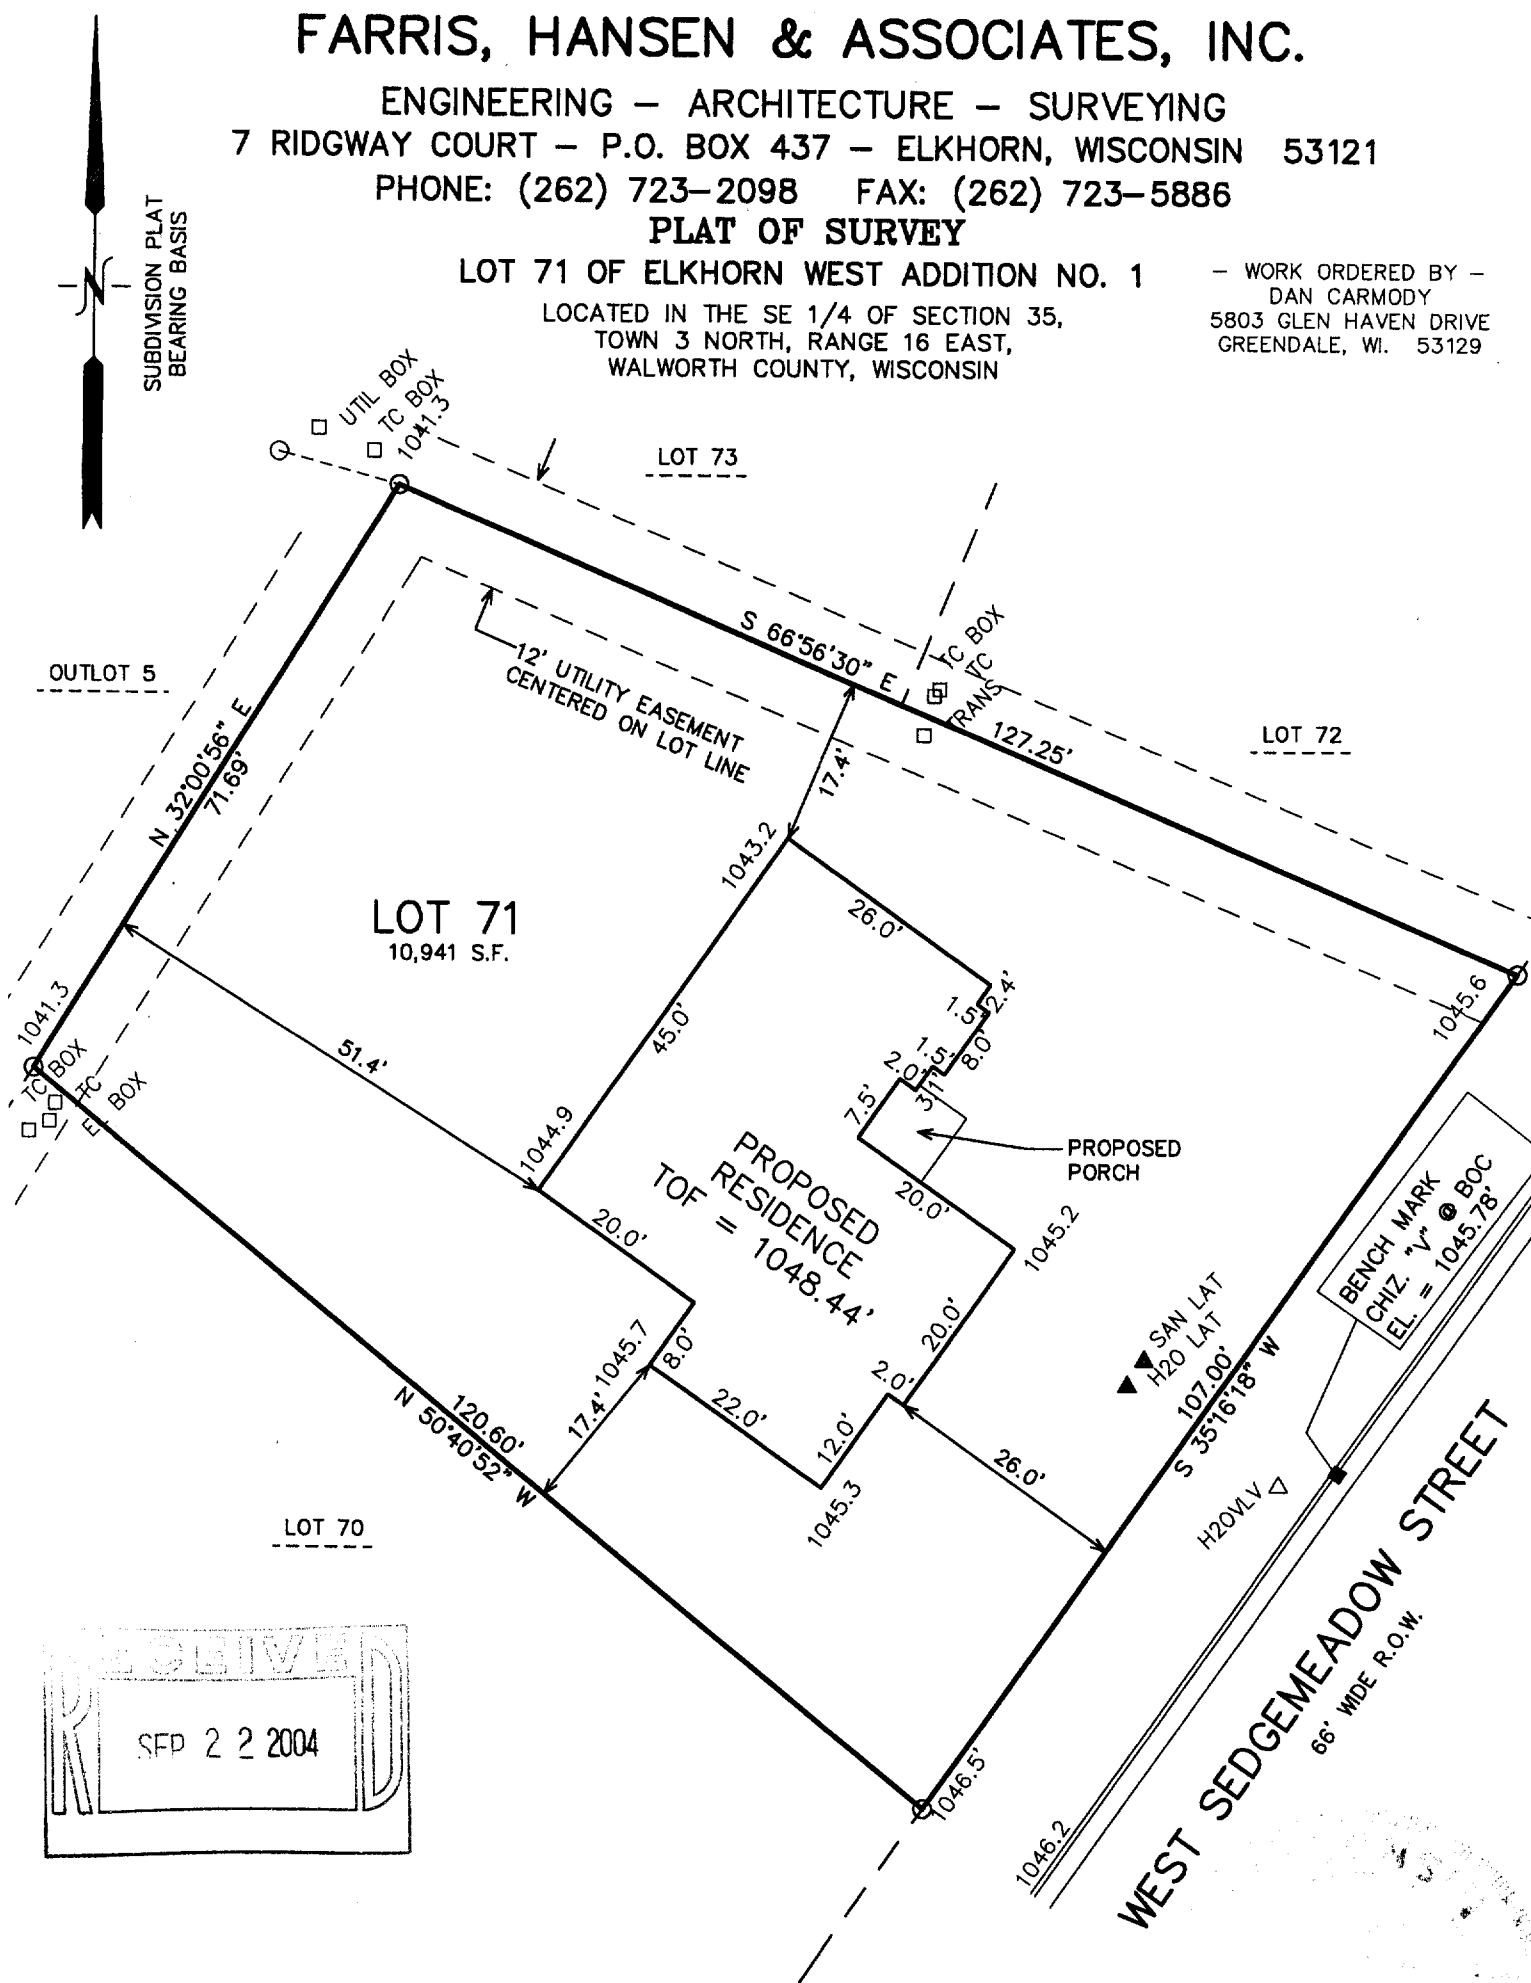 FARRIS, HANSEN & ASSOCIATES, INC.
ENGINEERING — ARCHITECTURE — SURVEYING
7 RIDGWAY COURT — P.O. BOX 437 — ELKHORN, WISCONSIN 53121
PHONE: (262) 723-2098 FAX: (262) 723-5886
PLAT OF SURVEY
LOT 71 OF ELKHORN WEST ADDITION NO. 1
LOCATED IN THE SE 1/4 OF SECTION 35,
TOWN 3 NORTH, RANGE 16 EAST,
WALWORTH COUNTY, WISCONSIN
— WORK ORDERED BY —
DAN CARMODY
5803 GLEN HAVEN DRIVE
GREENDALE, WI. 53129
N
SUBDIVISION PLAT
BEARING BASIS
UTIL BOX
TC BOX
1041.3
LOT 73
S 66°56'30" E
127.25'
TC BOX
TC
TRANS
LOT 72
12' UTILITY EASEMENT
CENTERED ON LOT LINE
OUTLOT 5
N 32°00'56" E
71.69'
17.4'
1043.2
LOT 71
10,941 S.F.
26.0'
45.0'
51.4'
1041.3
TC BOX
TC
EL BOX
1.5'
2.4'
8.0'
1.5'
2.0'
3.1'
7.5'
1045.6
1044.9
PROPOSED
PORCH
PROPOSED
RESIDENCE
TOF = 1048.44'
20.0'
1045.2
20.0'
BENCH MARK
CHIZ. "V" @ BOC
EL. = 1045.78'
1045.7
8.0'
20.0'
2.0'
SAN LAT
H20 LAT
107.00'
S 35°16'18" W
17.4'
22.0'
12.0'
1045.3
26.0'
120.60'
N 50°40'52" W
H20VLV
LOT 70
WEST SEDGEMEADOW STREET
66' WIDE R.O.W.
1046.5'
1046.2
RECEIVED
SEP 2 2 2004